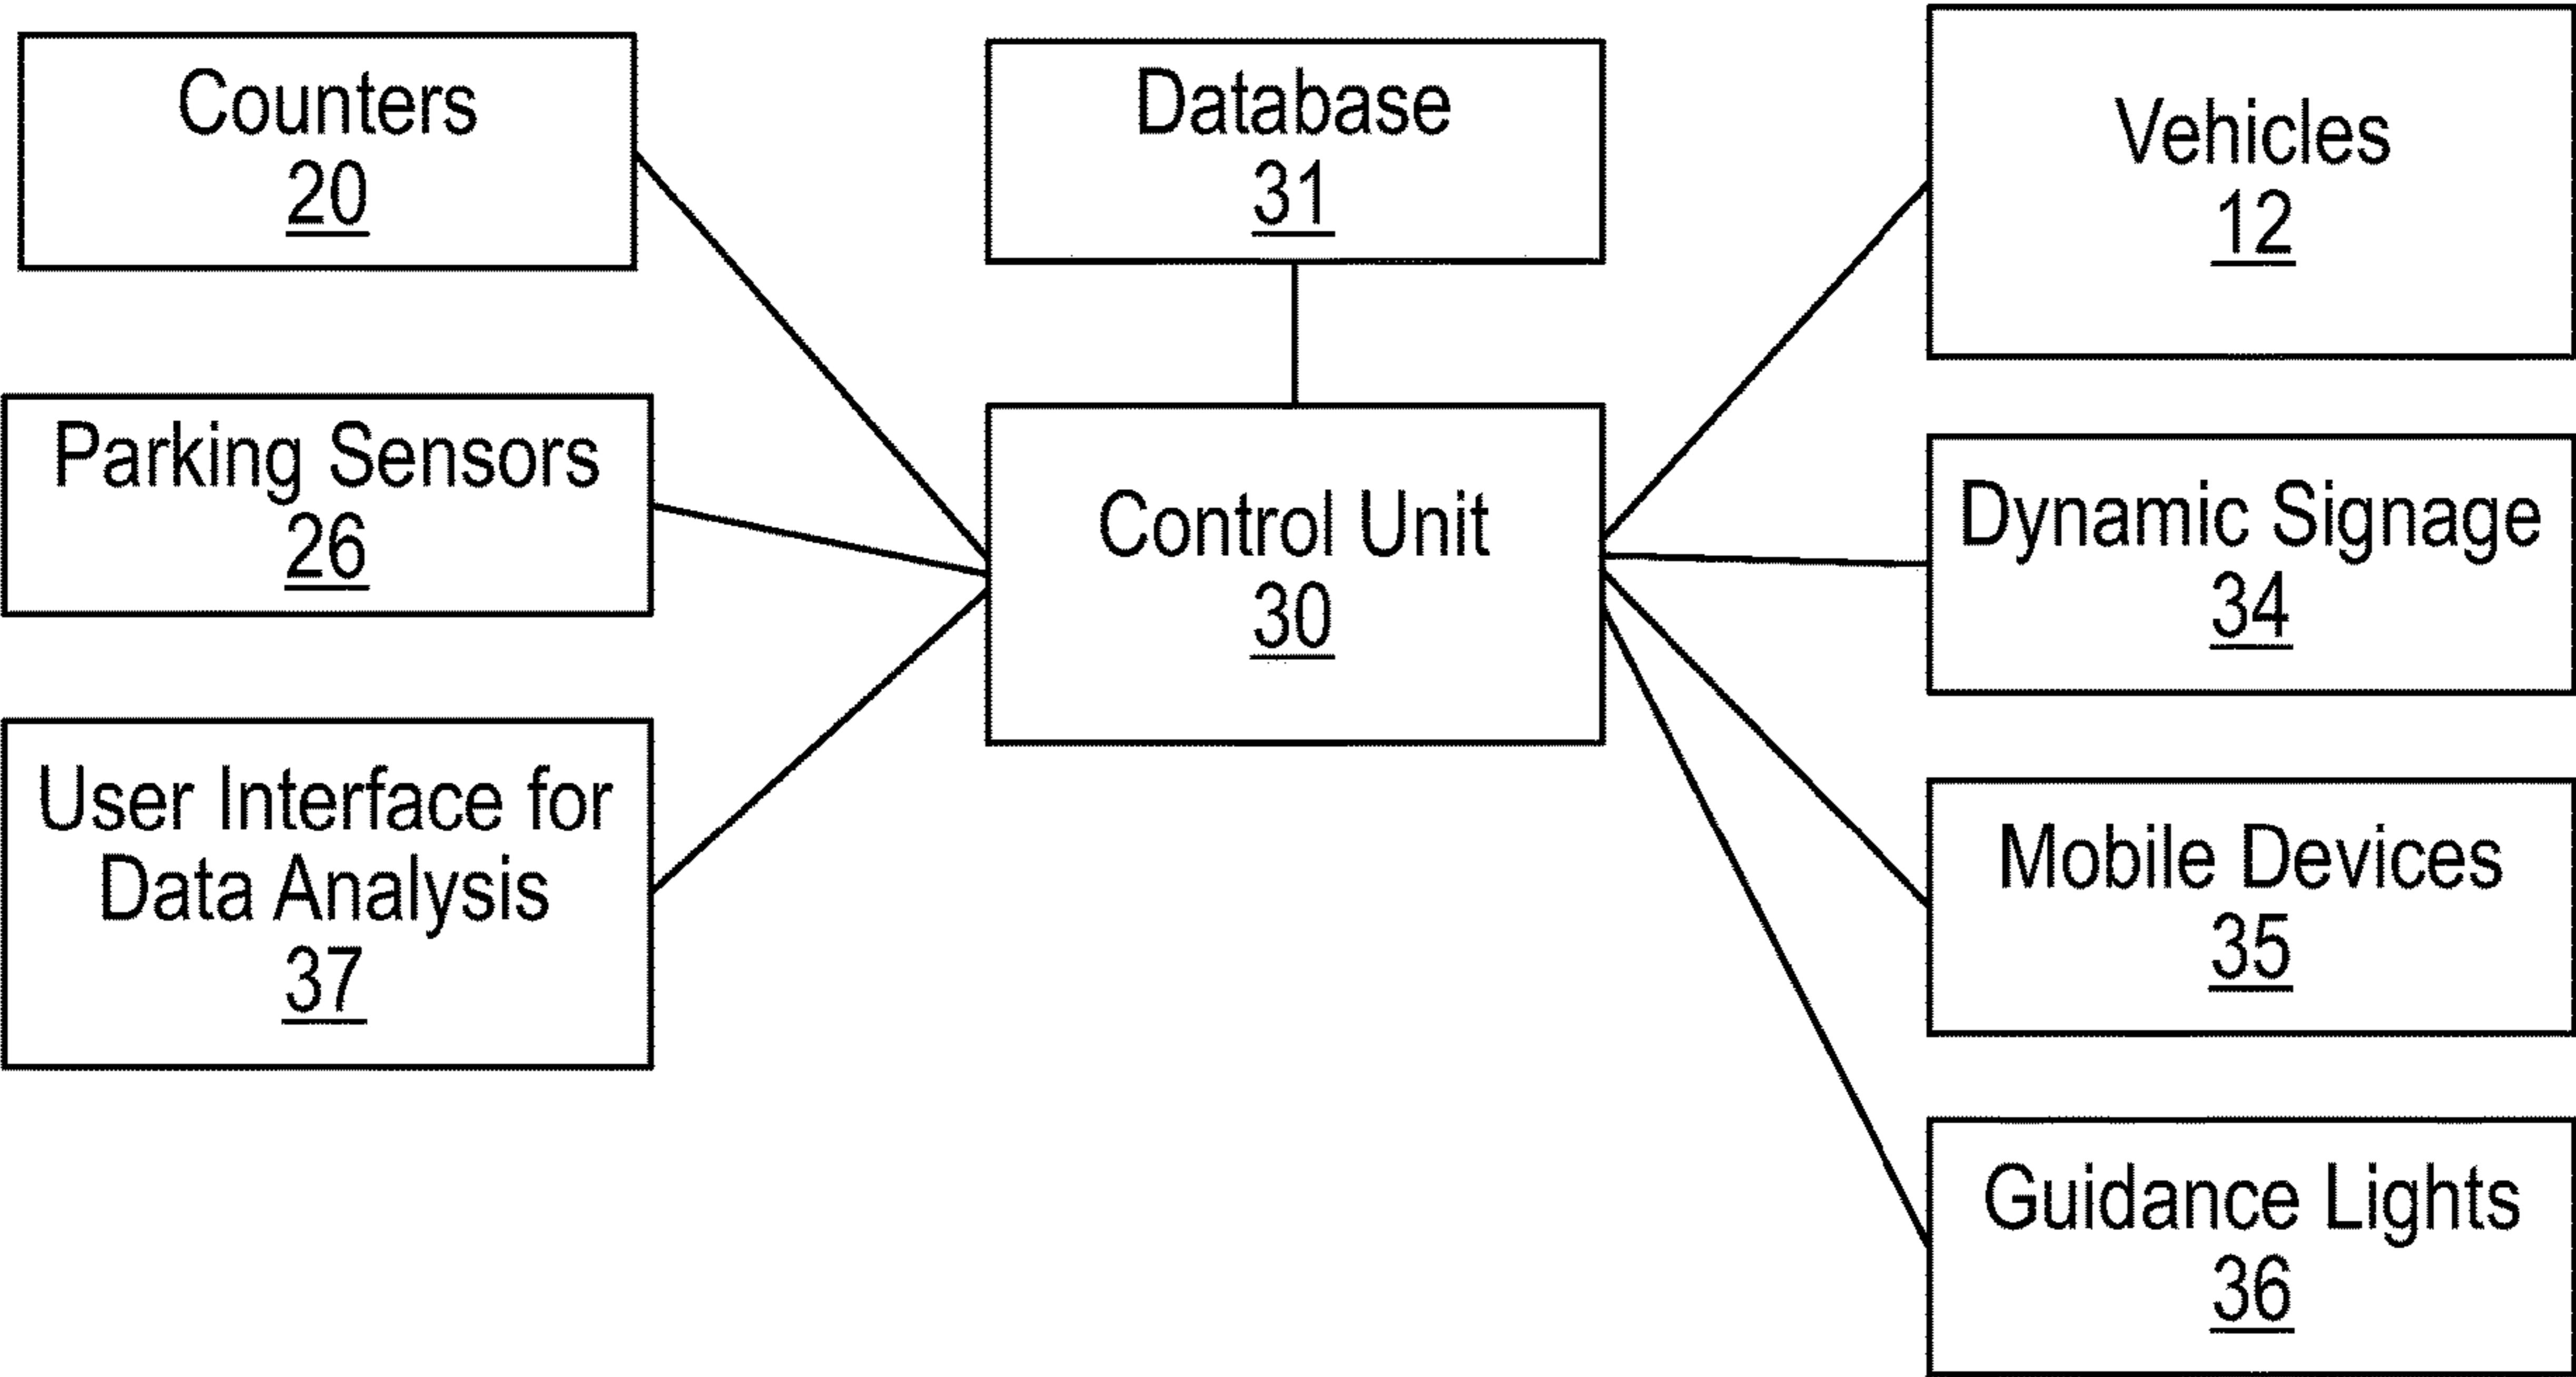 Counters
20
Database
31
Vehicles
12
Parking Sensors
26
Control Unit
30
Dynamic Signage
34
User Interface for
Data Analysis
37
Mobile Devices
35
Guidance Lights
36